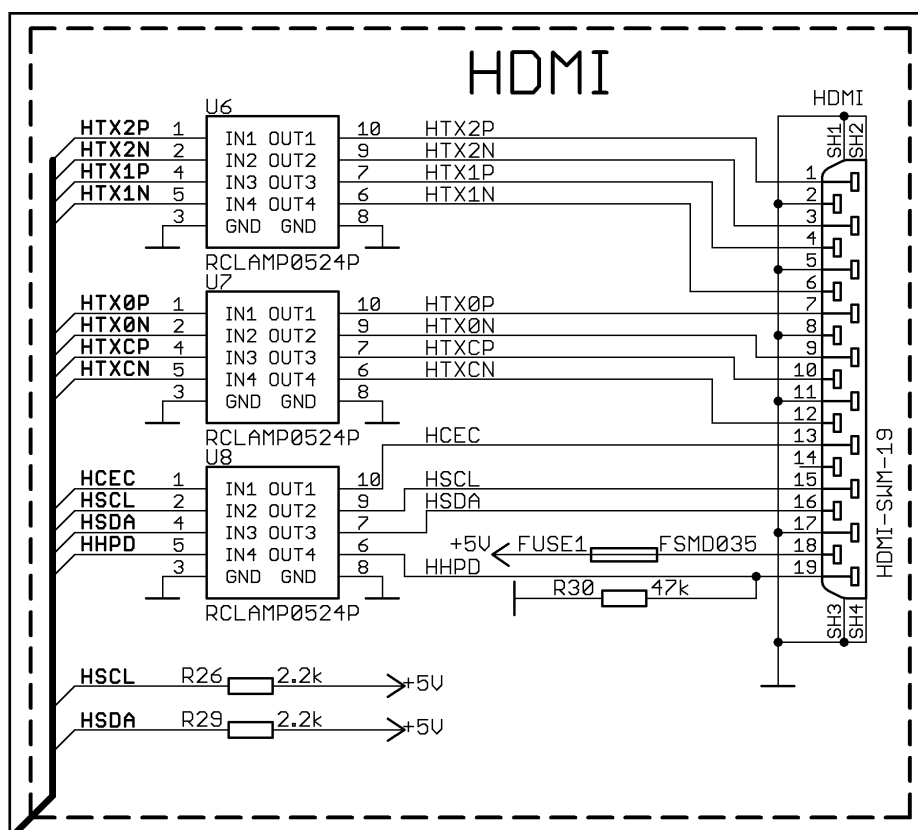 HDMI
U6
HDMI
SH1 SH2
HTX2P 1 IN1 OUT1 10 HTX2P
HTX2N 2 IN2 OUT2 9 HTX2N
HTX1P 4 IN3 OUT3 7 HTX1P 1
HTX1N 5 IN4 OUT4 6 HTX1N 2
3 GND GND 8 3
4
RCLAMP0524P 5
U7 6
HTX0P 1 IN1 OUT1 10 HTX0P 7
HTX0N 2 IN2 OUT2 9 HTX0N 8
HTXCP 4 IN3 OUT3 7 HTXCP 9
HTXCN 5 IN4 OUT4 6 HTXCN 10
3 GND GND 8 11
12
RCLAMP0524P HCEC 13
U8 14
HCEC 1 IN1 OUT1 10 HSCL 15
HSCL 2 IN2 OUT2 9 HSDA 16
HSDA 4 IN3 OUT3 7 17
HHPD 5 IN4 OUT4 6 +5V FUSE1 FSMD035 18
3 GND GND 8 HHPD 19
R30 47k
RCLAMP0524P
HDMI-SWM-19
SH3 SH4
HSCL R26 2.2k +5V
HSDA R29 2.2k +5V